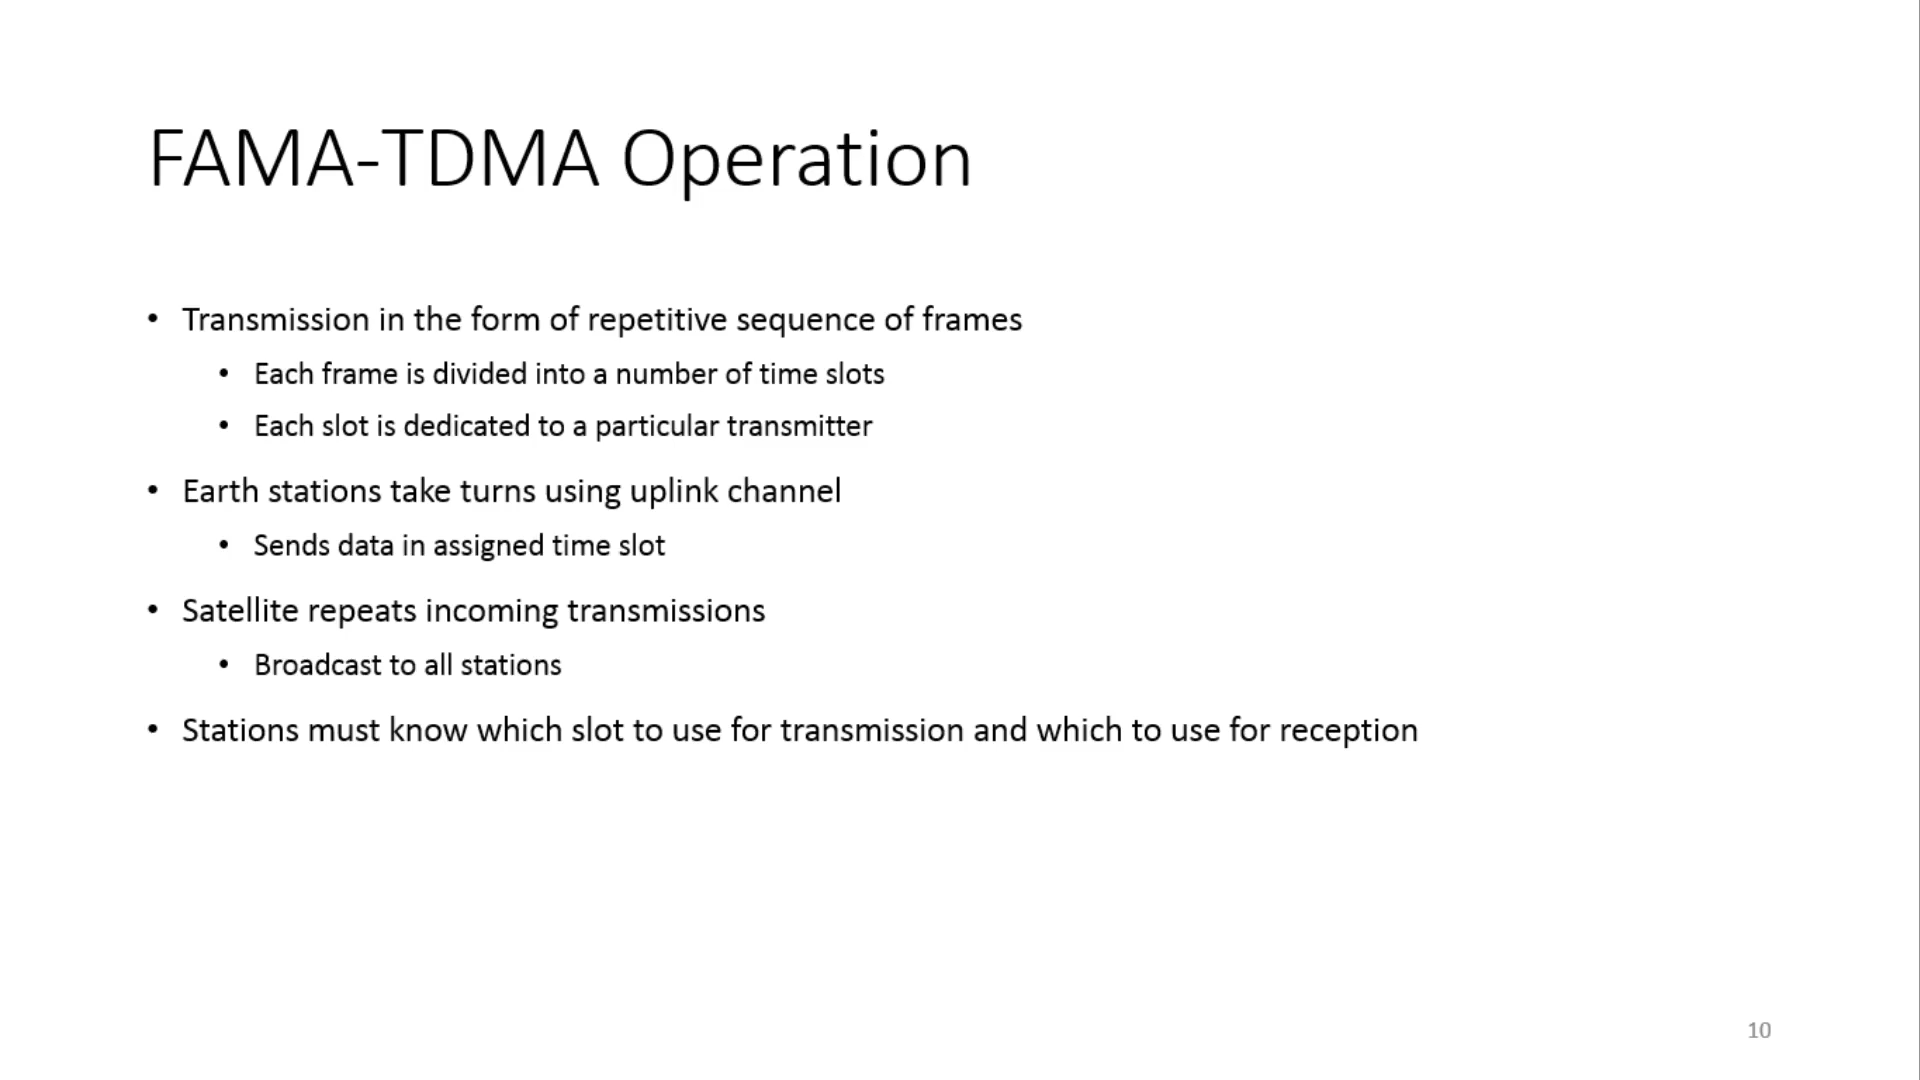 FAMA-TDMA Operation
• Transmission in the form of repetitive sequence of frames
• Each frame is divided into a number of time slots
• Each slot is dedicated to a particular transmitter
• Earth stations take turns using uplink channel
• Sends data in assigned time slot
• Satellite repeats incoming transmissions
• Broadcast to all stations
• Stations must know which slot to use for transmission and which to use for reception
10